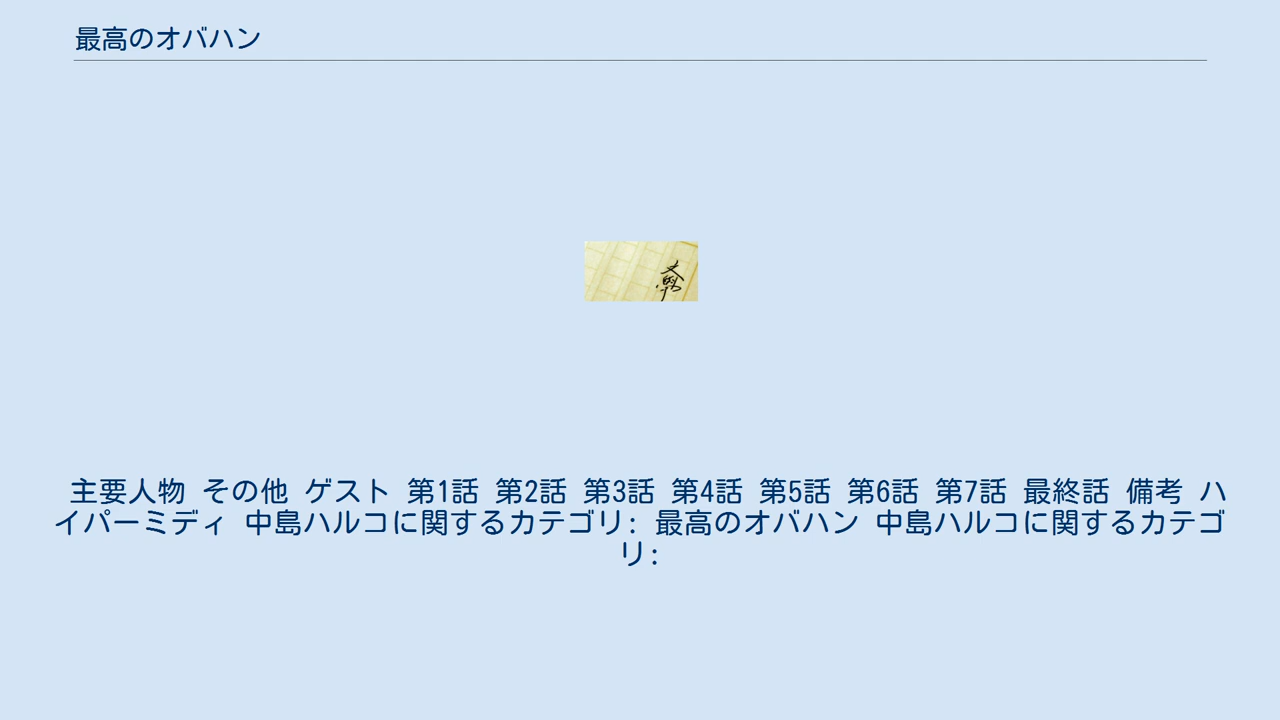 最高のオバハン
主要人物 その他 ゲスト 第1話 第2話 第3話 第4話 第5話 第6話 第7話 最終話 備考 ハ
イパーミディ 中島ハルコに関するカテゴリ: 最高のオバハン 中島ハルコに関するカテゴ
リ: